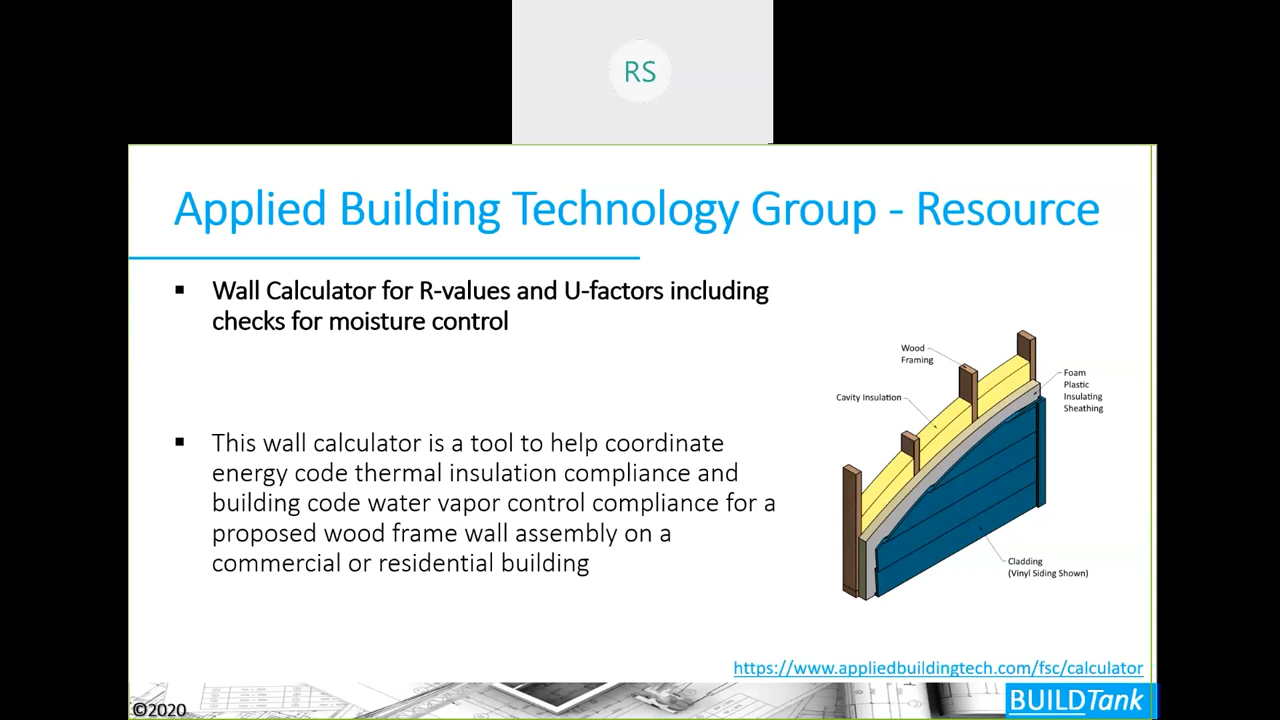 RS
Applied Building Technology Group - Resource
▪ Wall Calculator for R-values and U-factors including
checks for moisture control
▪ This wall calculator is a tool to help coordinate
energy code thermal insulation compliance and
building code water vapor control compliance for a
proposed wood frame wall assembly on a
commercial or residential building
Wood
Framing
Cavity Insulation
Foam
Plastic
Insulating
Sheathing
Cladding
(Vinyl Siding Shown)
https://www.appliedbuildingtech.com/fsc/calculator
©2020
BUILDTank